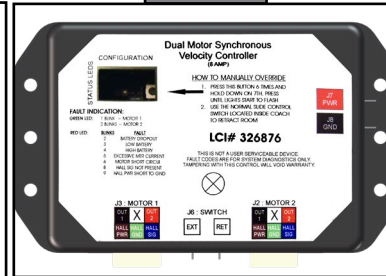 Dual Motor Synchronous
Velocity Controller
(8 AMP)
CONFIGURATION
STATUS LEDS
HOW TO MANUALLY OVERRIDE
1. PRESS THIS BUTTON 6 TIMES AND
HOLD DOWN ON 7TH, PRESS
UNTIL LIGHTS START TO FLASH
2. USE THE NORMAL SLIDE CONTROL
SWITCH LOCATED INSIDE COACH
TO RETRACT ROOM
J7
PWR
J8
GND
FAULT INDICATION:
GREEN LED: 1 BLINK - MOTOR 1
2 BLINKS - MOTOR 2
RED LED: BLINKS FAULT
2 BATTERY DROPOUT
3 LOW BATTERY
4 HIGH BATTERY
5 EXCESSIVE MTR CURRENT
6 MOTOR SHORT CIRCUIT
8 HALL SIG NOT PRESENT
9 HALL PWR SHORT TO GND
LCI# 326876
THIS IS NOT A USER SERVICEABLE DEVICE
FAULT CODES ARE FOR SYSTEM DIAGNOSTICS ONLY.
TAMPERING WITH THIS CONTROL WILL VOID WARRANTY.
J3 : MOTOR 1
OUT 1 X OUT 2
HALL PWR HALL GND HALL SIG
J6 : SWITCH
EXT RET
J2 : MOTOR 2
OUT 1 X OUT 2
HALL PWR HALL GND HALL SIG